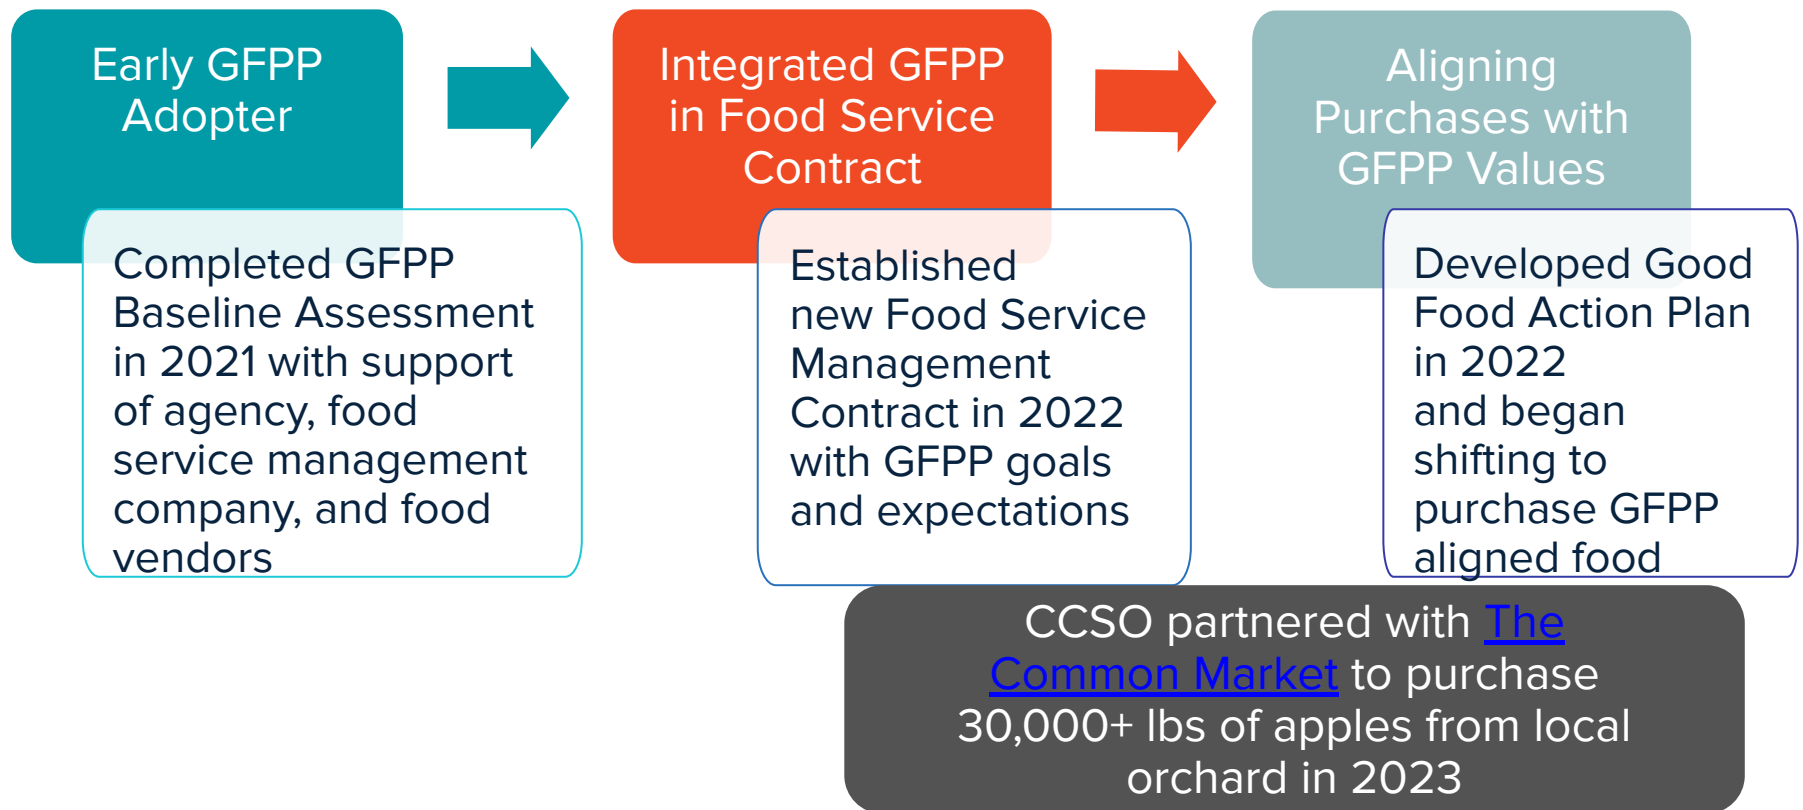 Early GFPP
Adopter
Completed GFPP
Baseline Assessment
in 2021 with support
of agency, food
service management
company, and food
vendors
Integrated GFPP
in Food Service
Contract
Established
new Food Service
Management
Contract in 2022
with GFPP goals
and expectations
Aligning
Purchases with
GFPP Values
Developed Good
Food Action Plan
in 2022
and began
shifting to
purchase GFPP
aligned food
CCSO partnered with The
Common Market to purchase
30,000+ lbs of apples from local
orchard in 2023